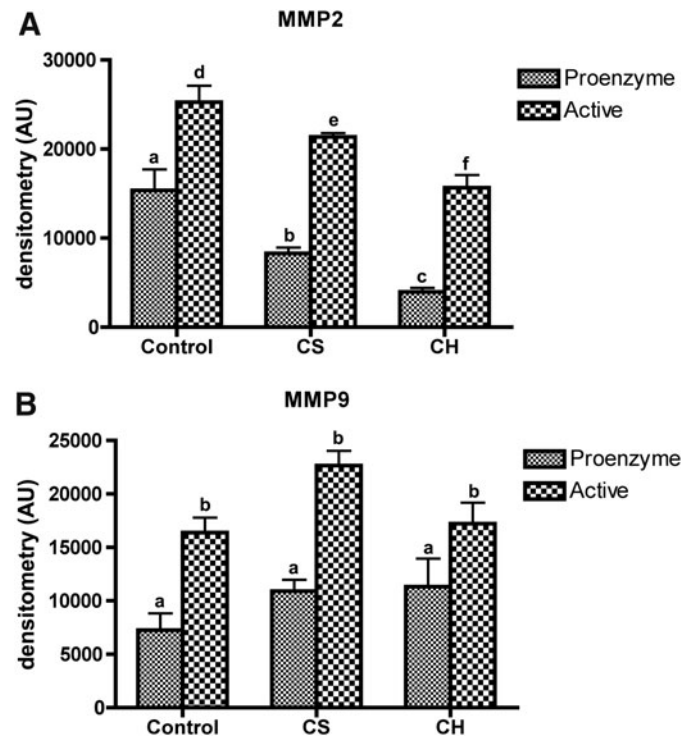 A
MMP2
densitometry (AU)
30000
20000
10000
0
a
d
b
e
c
f
Control
CS
CH
Proenzyme
Active
B
MMP9
densitometry (AU)
25000
20000
15000
10000
5000
0
a
b
a
b
a
b
Control
CS
CH
Proenzyme
Active